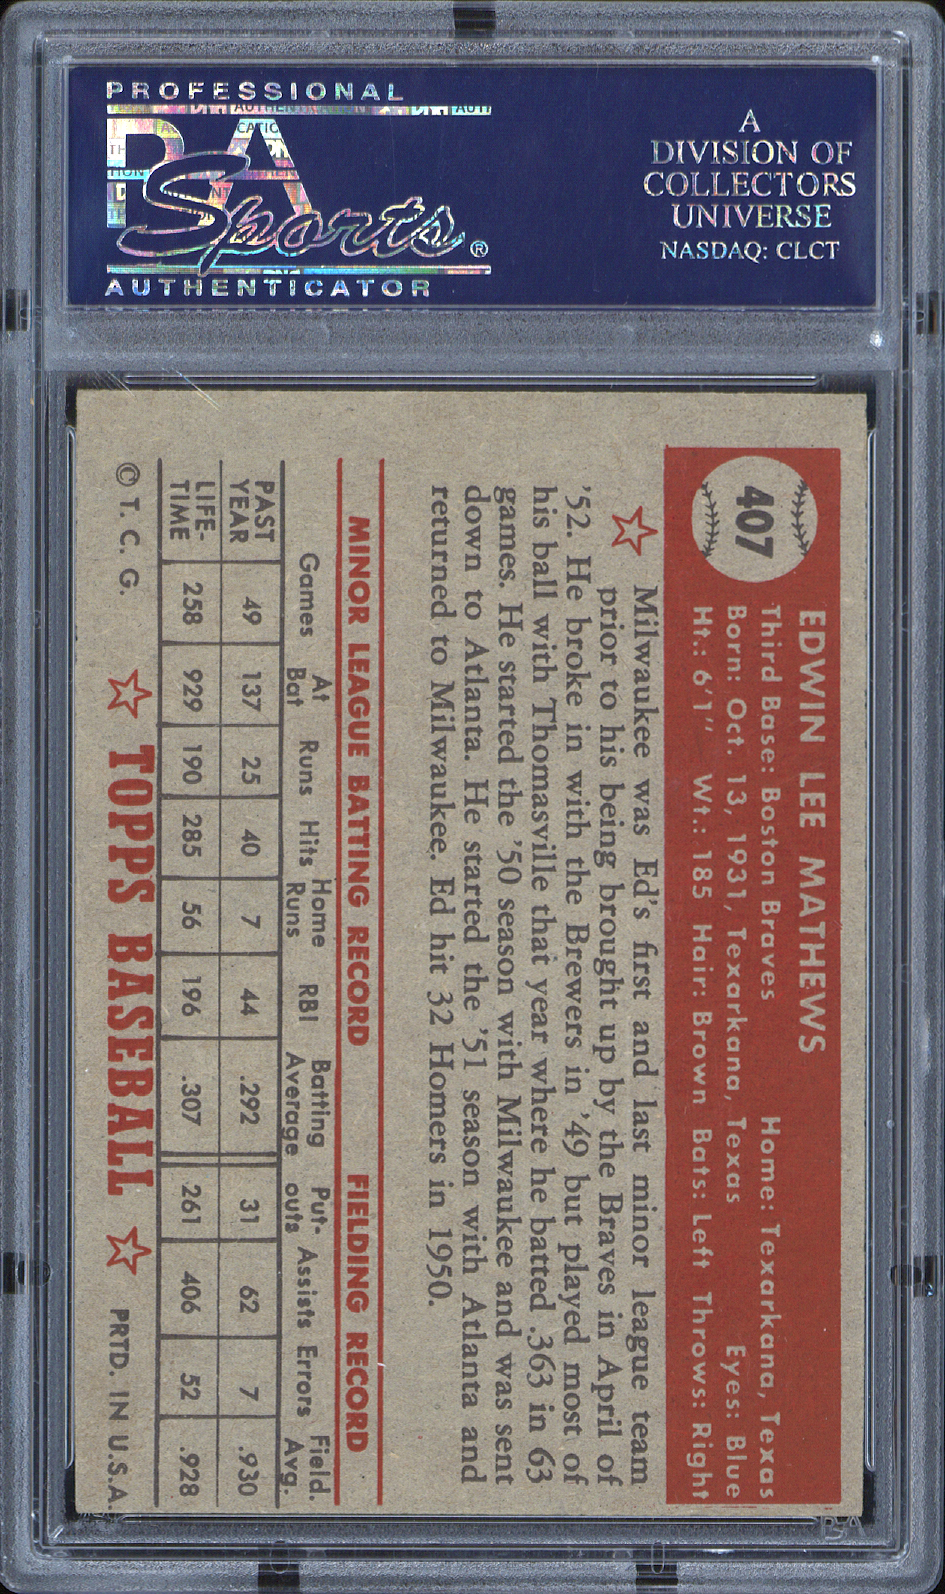 PROFESSIONAL
PSA
Sports®
AUTHENTICATOR
A
DIVISION OF
COLLECTORS
UNIVERSE
NASDAQ: CLCT
407
EDWIN LEE MATHEWS
Third Base: Boston Braves Home: Texarkana, Texas
Born: Oct. 13, 1931, Texarkana, Texas Eyes: Blue
Ht.: 6'1" Wt.: 185 Hair: Brown Bats: Left Throws: Right
Milwaukee was Ed's first and last minor league team
prior to his being brought up by the Braves in April of
'52. He broke in with the Brewers in '49 but played most of
his ball with Thomasville that year where he batted .363 in 63
games. He started the '50 season with Milwaukee and was sent
down to Atlanta. He started the '51 season with Atlanta and
returned to Milwaukee. Ed hit 32 Homers in 1950.
MINOR LEAGUE BATTING RECORD FIELDING RECORD
Games At Bat Runs Hits Home Runs RBI Batting Average Put-outs Assists Errors Field. Avg.
PAST YEAR 49 137 25 40 7 44 .292 31 62 7 .930
LIFE-TIME 258 929 190 285 56 196 .307 261 406 52 .928
© T. C. G. TOPPS BASEBALL PRTD. IN U.S.A.
PSA